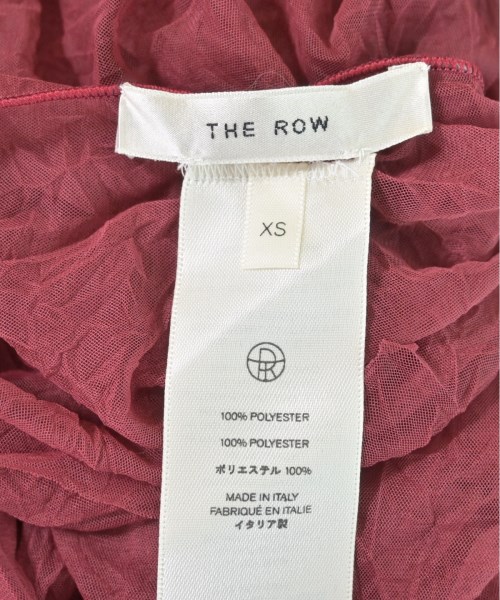 THE ROW
XS
100% POLYESTER
100% POLYESTER
ポリエステル 100%
MADE IN ITALY
FABRIQUÉ EN ITALIE
イタリア製